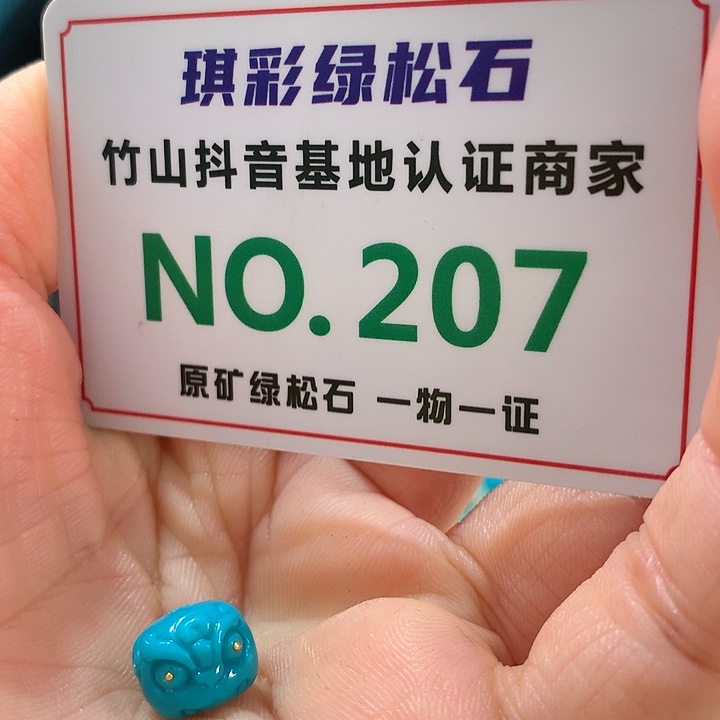 琪彩绿松石
竹山抖音基地认证商家
NO.207
原矿绿松石 一物一证